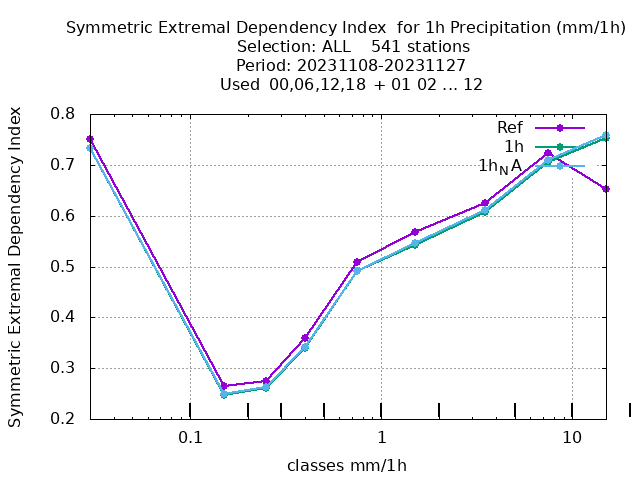 Symmetric Extremal Dependency Index  for 1h Precipitation (mm/1h)
Selection: ALL    541 stations
Period: 20231108-20231127
Used  00,06,12,18  + 01 02 ... 12
Symmetric Extremal Dependency Index
0.8
0.7
0.6
0.5
0.4
0.3
0.2
Ref
1h
1hNA
0.1
1
10
classes mm/1h